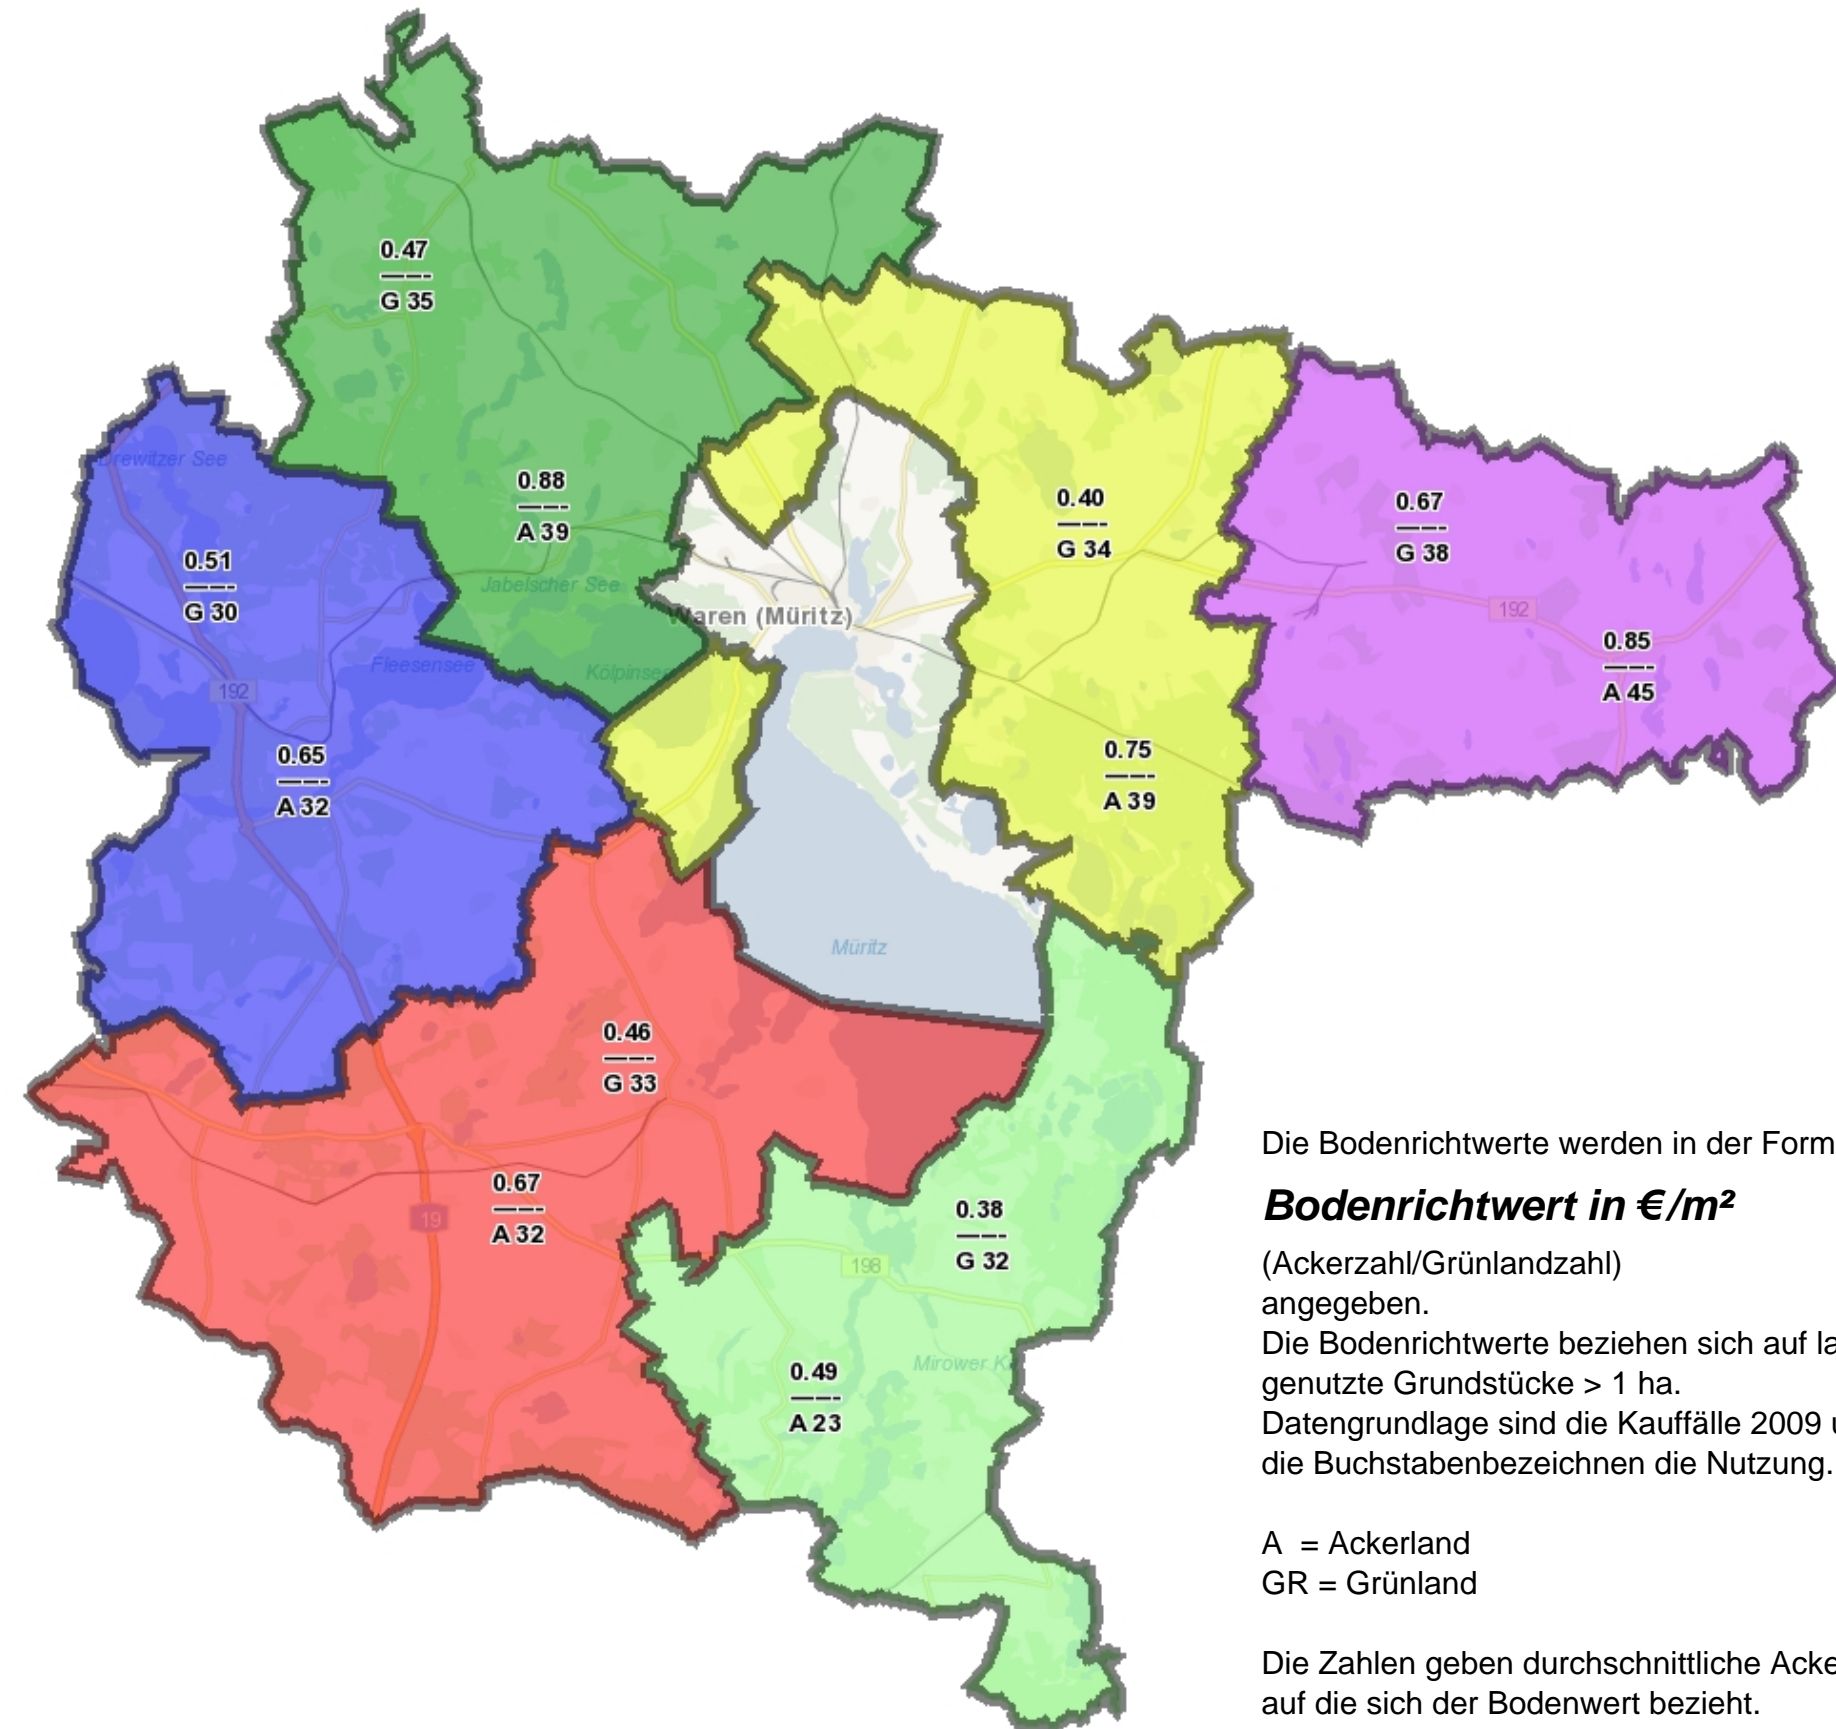 0.47
G 35
0.88
A 39
0.40
G 34
0.67
G 38
Drewitzer See
0.51
G 30
Jabelscher See
Waren (Müritz)
192
0.85
A 45
Fleesensee
Kölpinsee
192
0.65
A 32
0.75
A 39
Müritz
0.46
G 33
0.67
A 32
19
0.38
G 32
198
Mirower
0.49
A 23
Die Bodenrichtwerte werden in der Form
Bodenrichtwert in €/m²
(Ackerzahl/Grünlandzahl)
angegeben.
Die Bodenrichtwerte beziehen sich auf la
genutzte Grundstücke > 1 ha.
Datengrundlage sind die Kauffälle 2009 u
die Buchstabenbezeichnen die Nutzung.
A = Ackerland
GR = Grünland
Die Zahlen geben durchschnittliche Acke
auf die sich der Bodenwert bezieht.